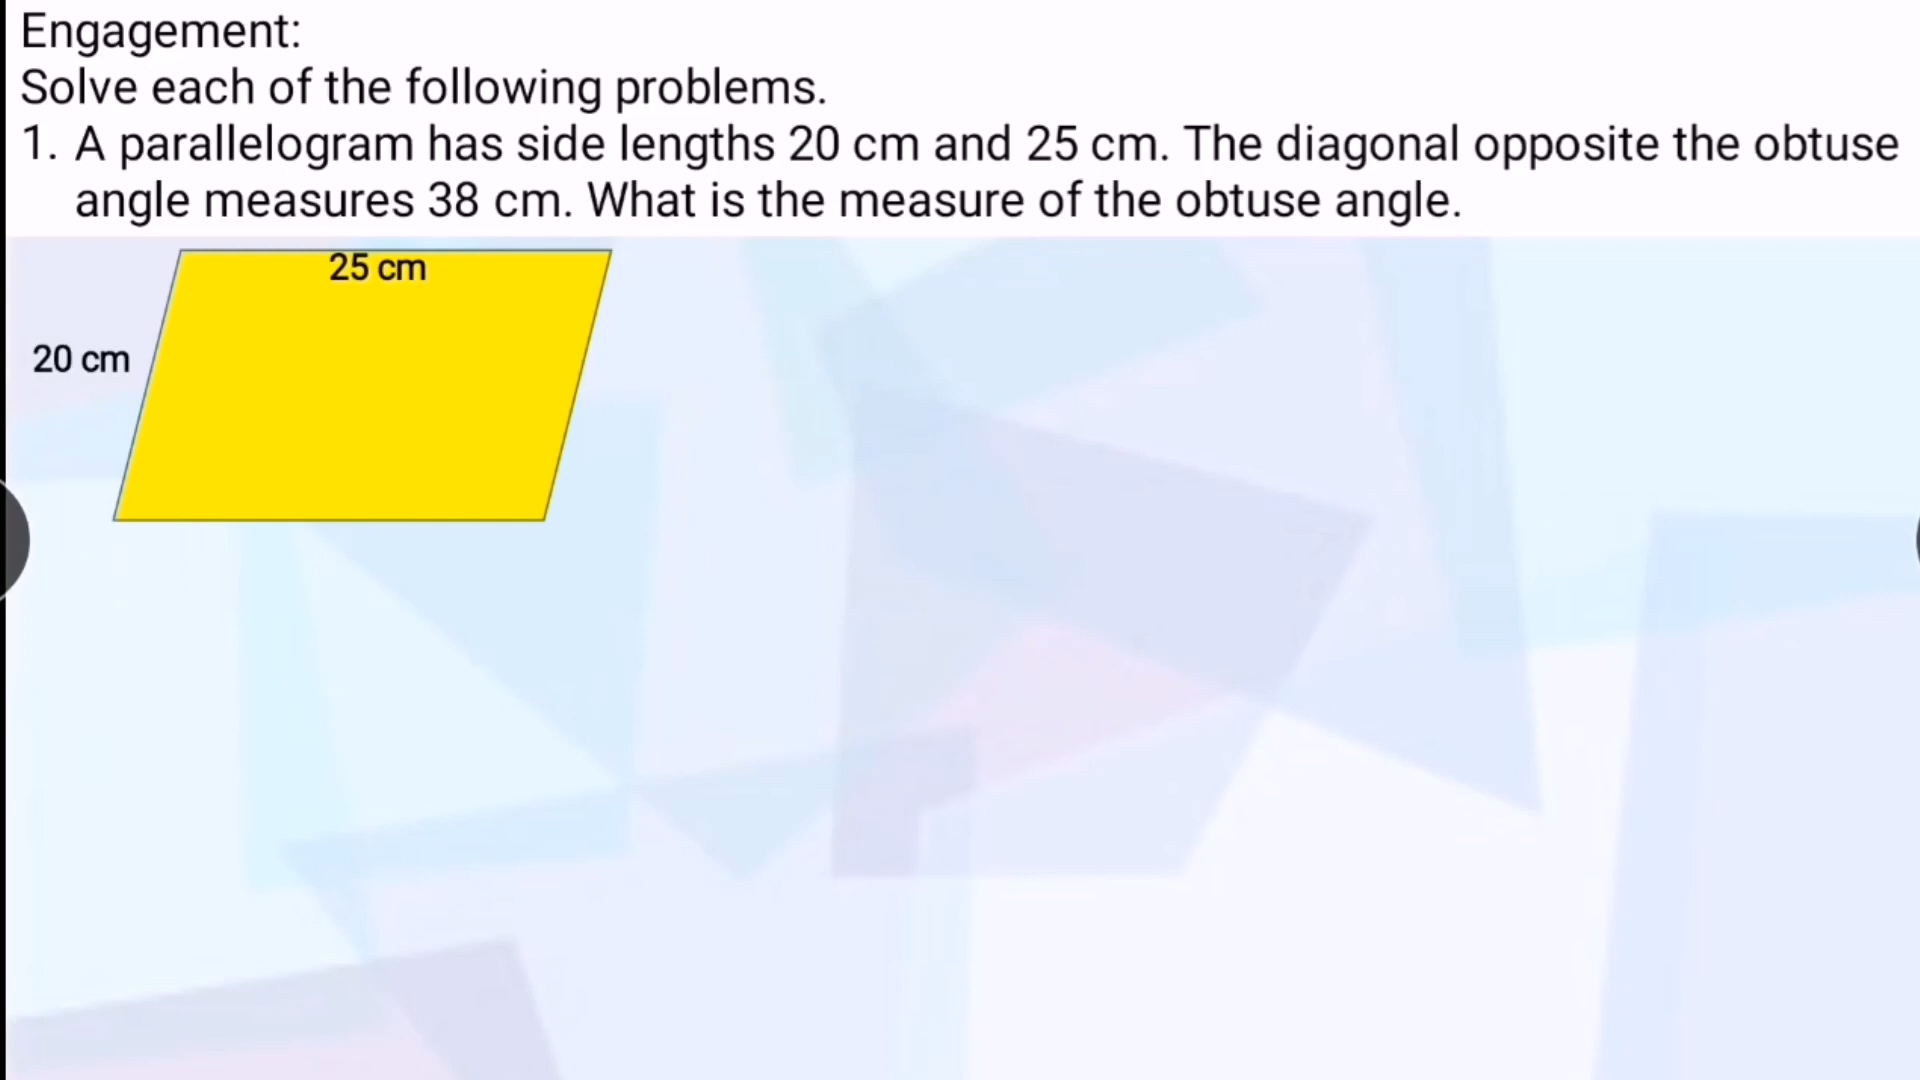 Engagement:
Solve each of the following problems.
1. A parallelogram has side lengths 20 cm and 25 cm. The diagonal opposite the obtuse
angle measures 38 cm. What is the measure of the obtuse angle.
25 cm
20 cm